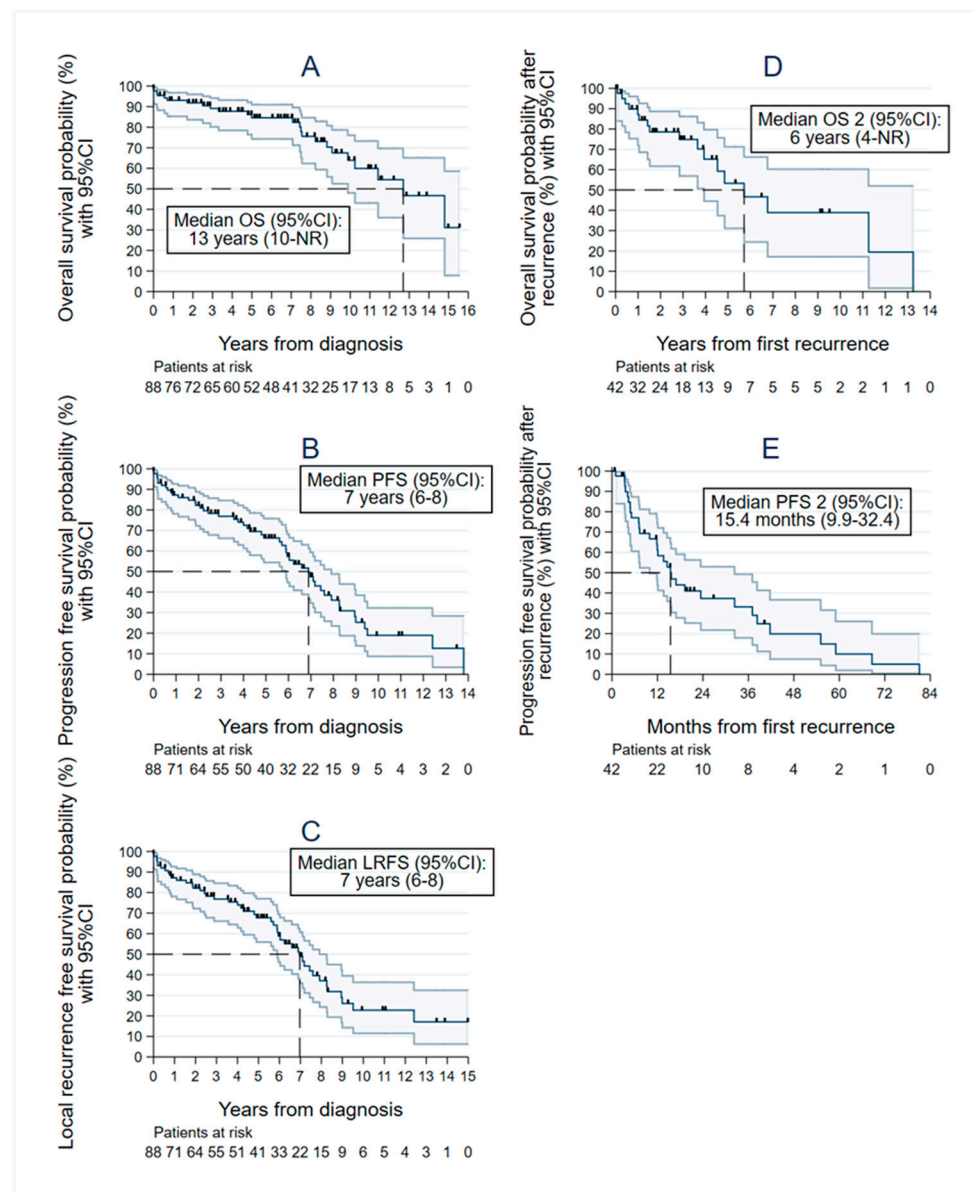 A
Overall survival probability (%)
with 95%CI
100
90
80
70
60
50
40
30
20
10
0
Median OS (95%CI):
13 years (10-NR)
0 1 2 3 4 5 6 7 8 9 10 11 12 13 14 15 16
Years from diagnosis
Patients at risk
88 76 72 65 60 52 48 41 32 25 17 13 8 5 3 1 0
D
Overall survival probability after
recurrence (%) with 95%CI
100
90
80
70
60
50
40
30
20
10
0
Median OS 2 (95%CI):
6 years (4-NR)
0 1 2 3 4 5 6 7 8 9 10 11 12 13 14
Years from first recurrence
Patients at risk
42 32 24 18 13 9 7 5 5 5 2 2 1 1 0
B
Progression free survival probability (%)
with 95%CI
100
90
80
70
60
50
40
30
20
10
0
Median PFS (95%CI):
7 years (6-8)
0 1 2 3 4 5 6 7 8 9 10 11 12 13 14
Years from diagnosis
Patients at risk
88 71 64 55 50 40 32 22 15 9 5 4 3 2 0
E
Progression free survival probability after
recurrence (%) with 95%CI
100
90
80
70
60
50
40
30
20
10
0
Median PFS 2 (95%CI):
15.4 months (9.9-32.4)
0 12 24 36 48 60 72 84
Months from first recurrence
Patients at risk
42 22 10 8 4 2 1 0
C
Local recurrence free survival probability (%)
with 95%CI
100
90
80
70
60
50
40
30
20
10
0
Median LRFS (95%CI):
7 years (6-8)
0 1 2 3 4 5 6 7 8 9 10 11 12 13 14 15
Years from diagnosis
Patients at risk
88 71 64 55 51 41 33 22 15 9 6 5 4 3 1 0